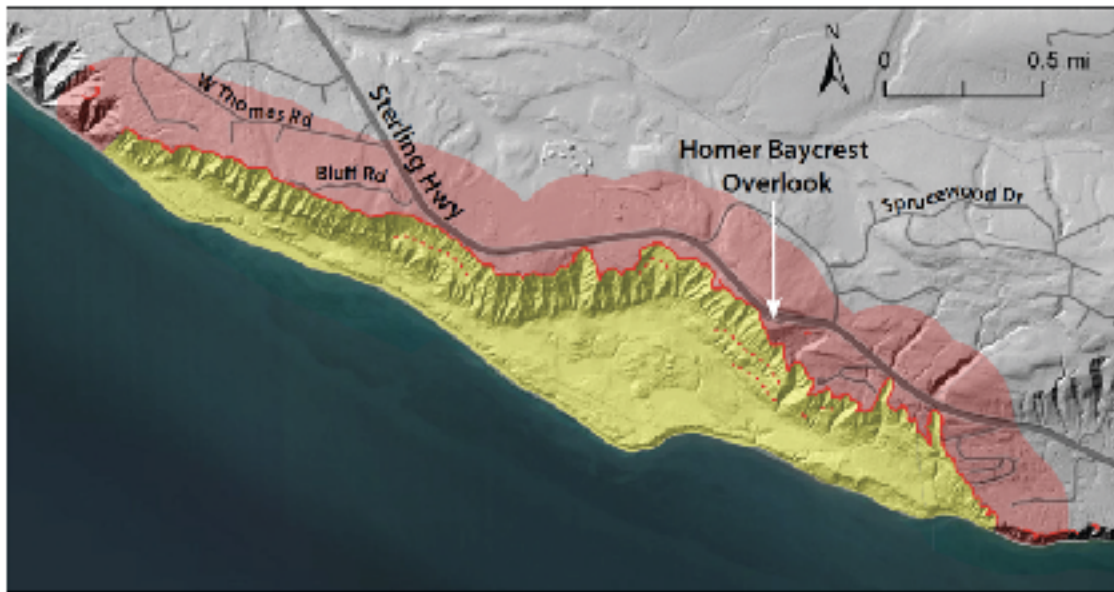 N
0 0.5 mi
W Thomas Rd
Sterling Hwy
Bluff Rd
Homer Baycrest
Overlook
Sprucewood Dr